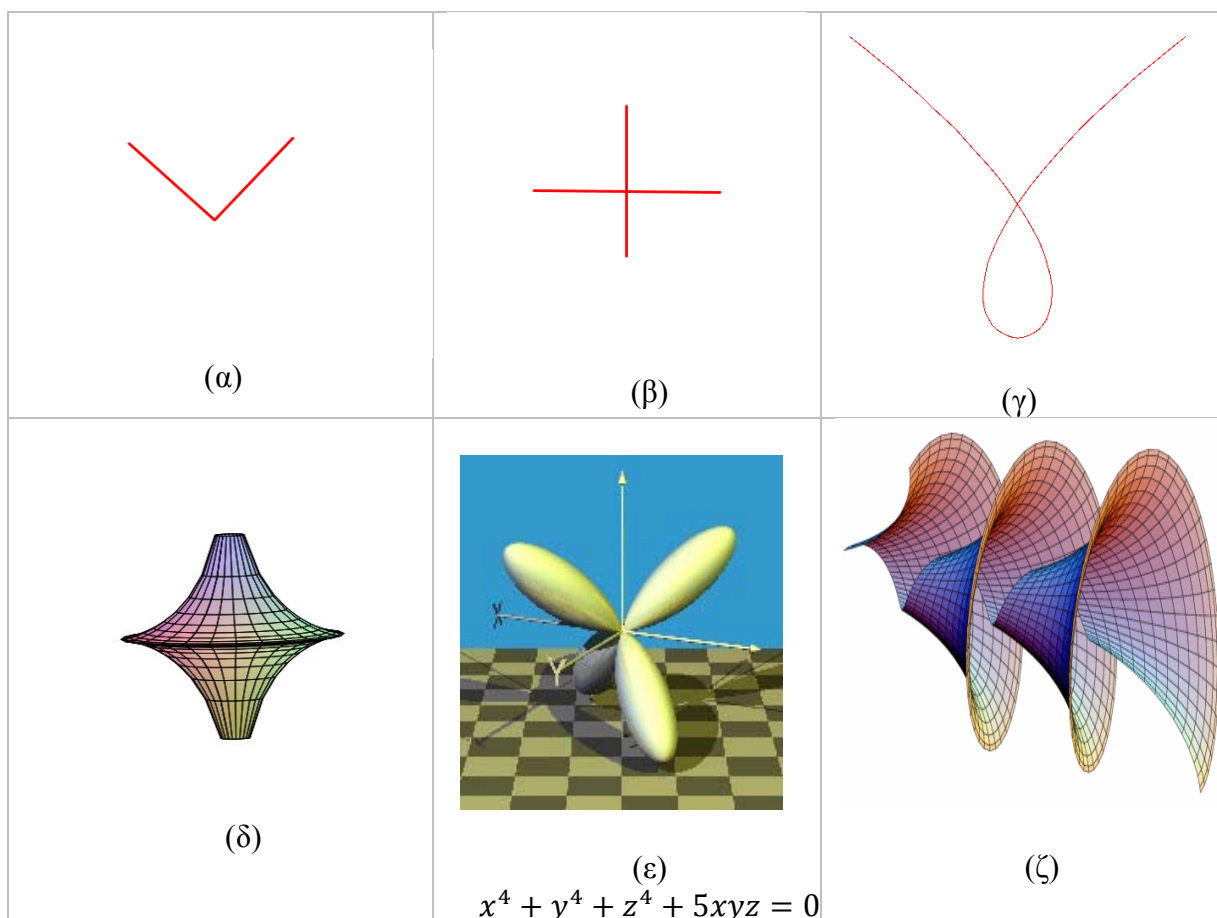 (α)
(β)
(γ)
(δ)
X
Y
(ε)
(ζ)
𝑥⁴ + 𝑦⁴ + 𝑧⁴ + 5𝑥𝑦𝑧 = 0